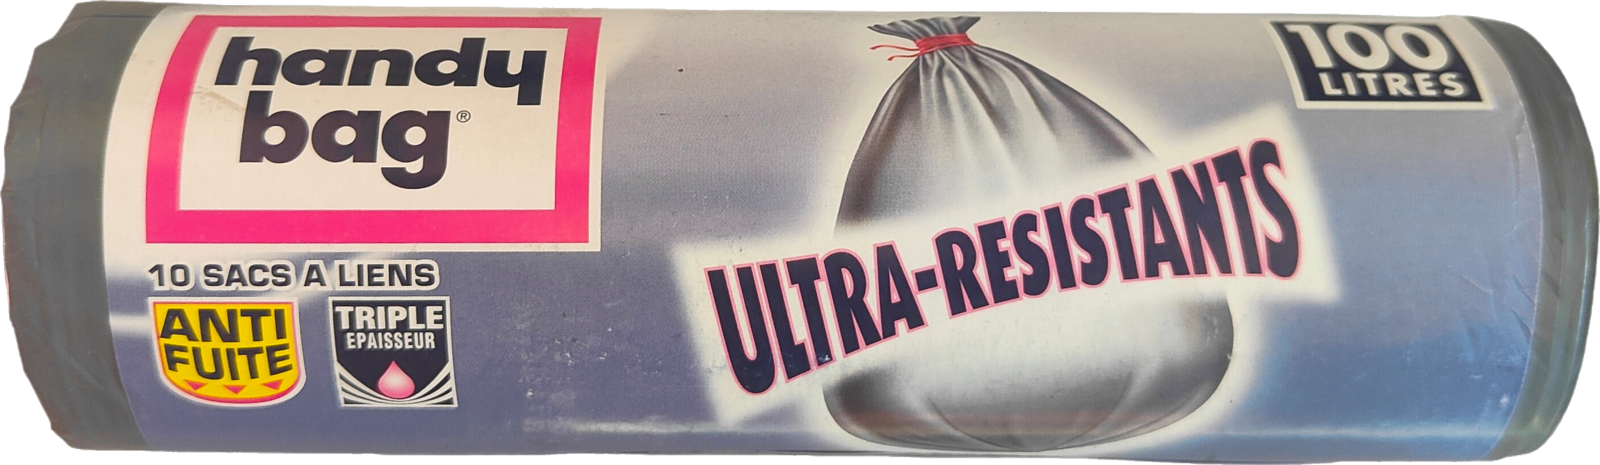 handy
bag®
10 SACS A LIENS
ANTI
FUITE
TRIPLE
EPAISSEUR
ULTRA-RESISTANTS
100
LITRES